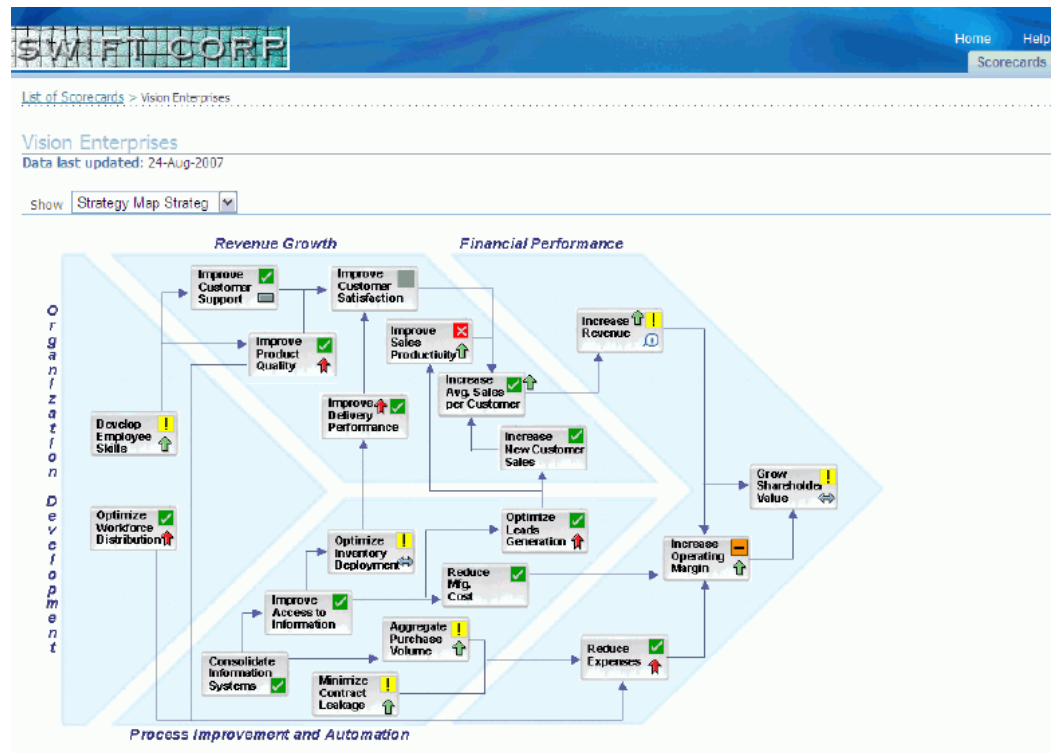 SWIFT CORP
Home Help
Scorecards
List of Scorecards > Vision Enterprises
Vision Enterprises
Data last updated: 24-Aug-2007
Show Strategy Map Strateg
Revenue Growth
Financial Performance
Organization Development
Improve
Customer
Support
Improve
Customer
Satisfaction
Improve
Product
Quality
Improve
Sales
Productivity
Increase
Revenue
Increase
Avg. Sales
per Customer
Improve
Delivery
Performance
Develop
Employee
Skills
Increase
New Customer
Sales
Grow
Shareholder
Value
Optimize
Workforce
Distribution
Optimize
Leads
Generation
Optimize
Inventory
Deployment
Increase
Operating
Margin
Reduce
Mfg.
Cost
Improve
Access to
Information
Aggregate
Purchase
Volume
Reduce
Expenses
Consolidate
Information
Systems
Minimize
Contract
Leakage
Process Improvement and Automation